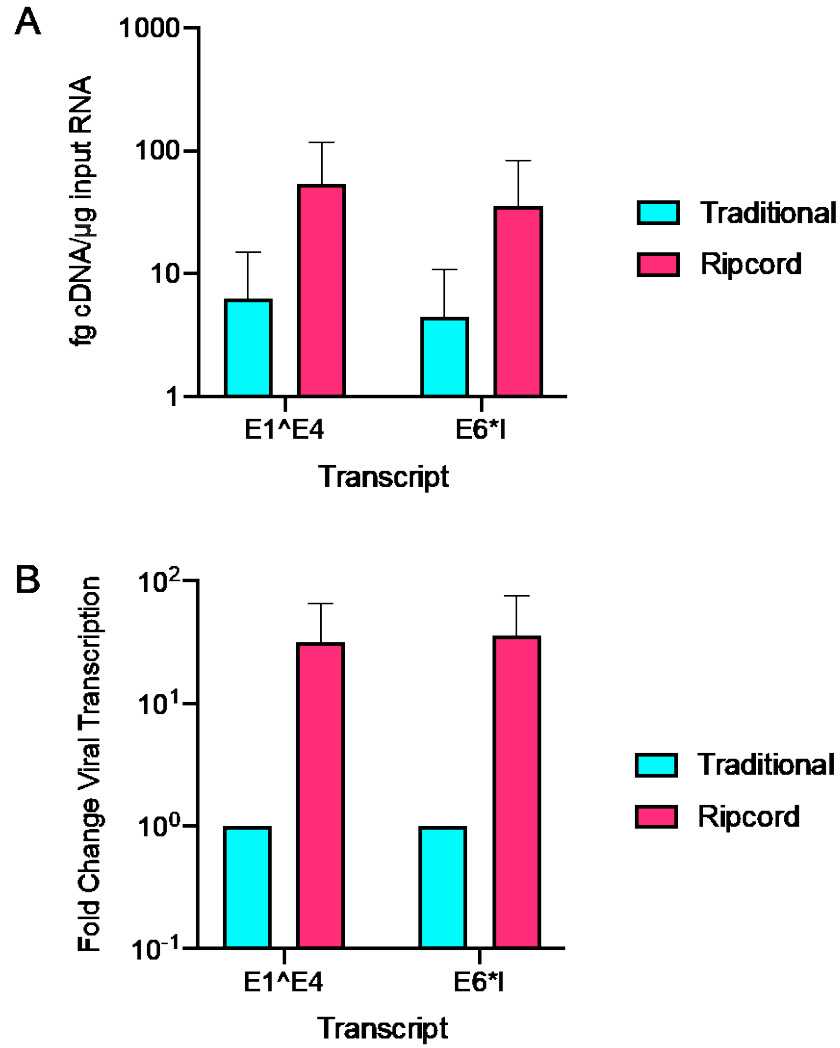 A
fg cDNA/µg input RNA
1000
100
10
1
E1^E4
E6*I
Transcript
Traditional
Ripcord
B
Fold Change Viral Transcription
10²
10¹
10⁰
10⁻¹
E1^E4
E6*I
Transcript
Traditional
Ripcord